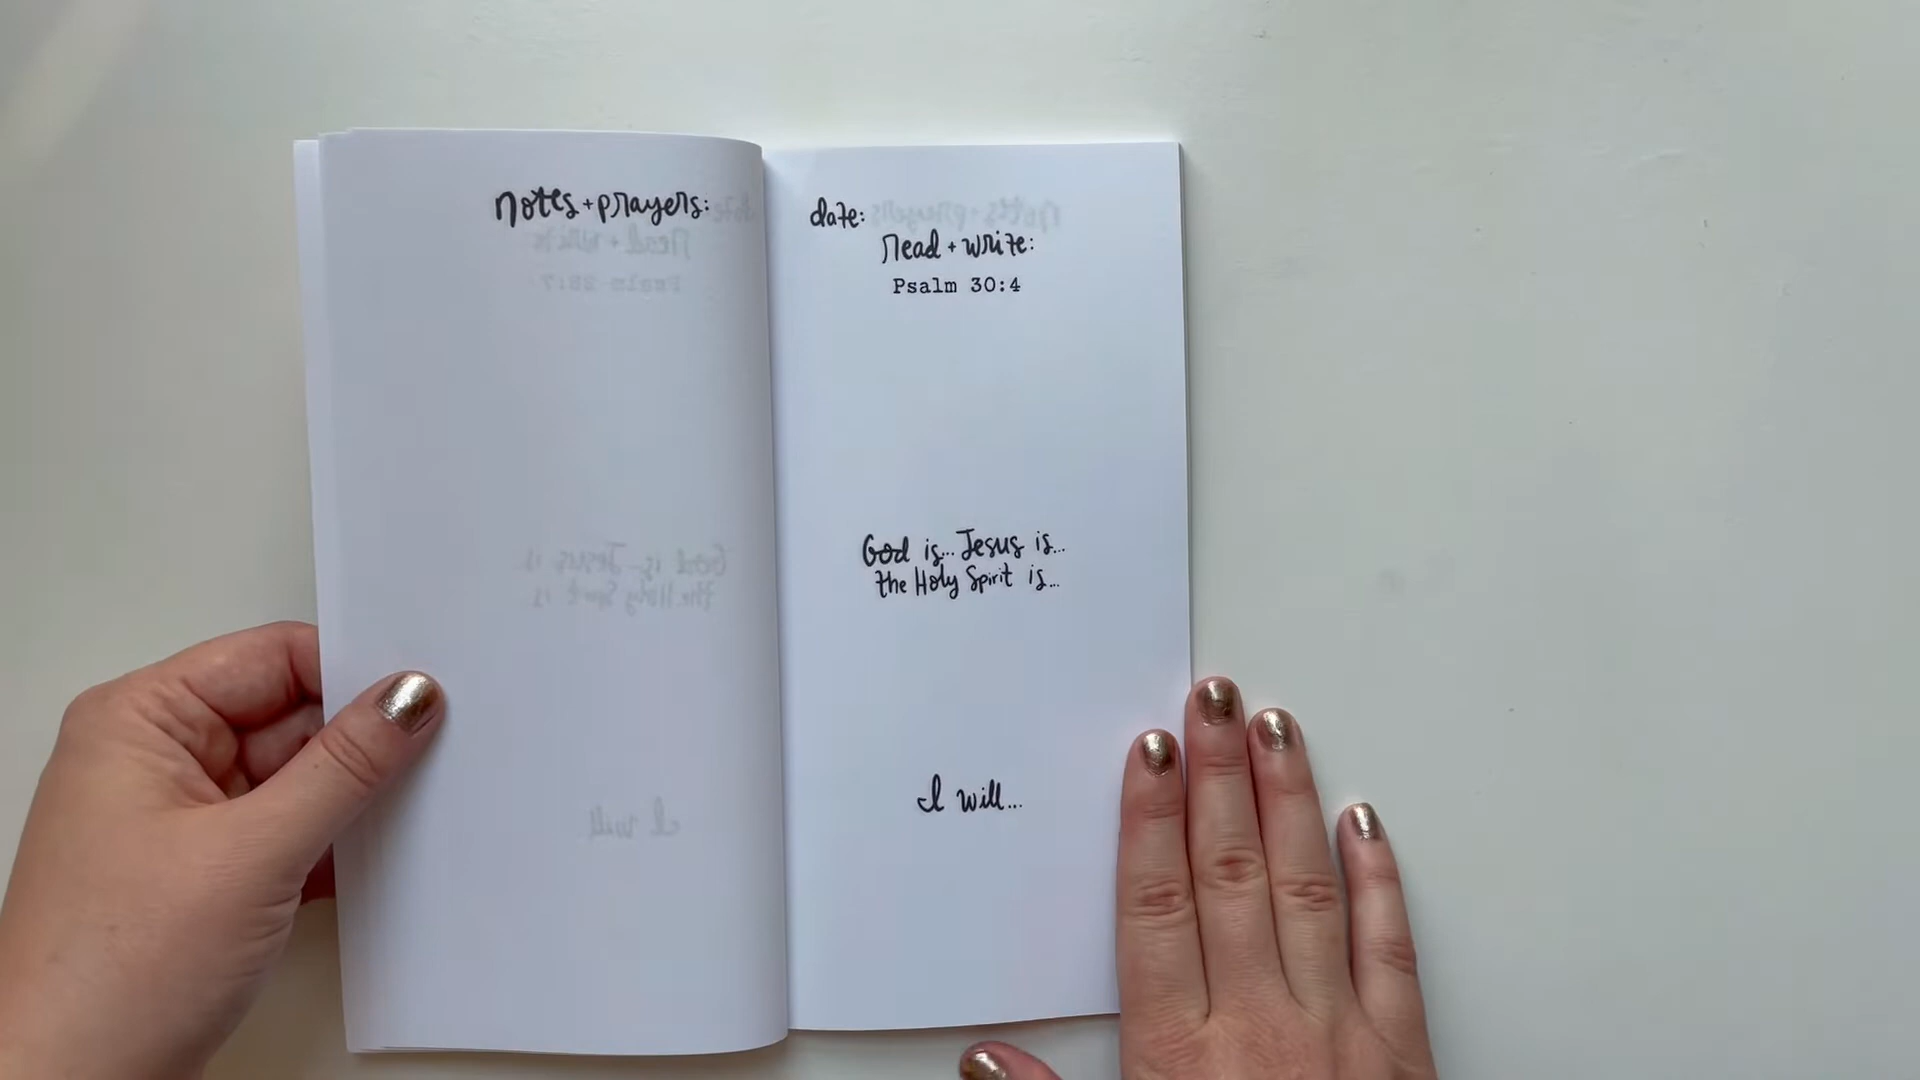 notes + prayers:
date:
Read + write:
Psalm 30:4
God is... Jesus is...
the Holy Spirit is...
I will...